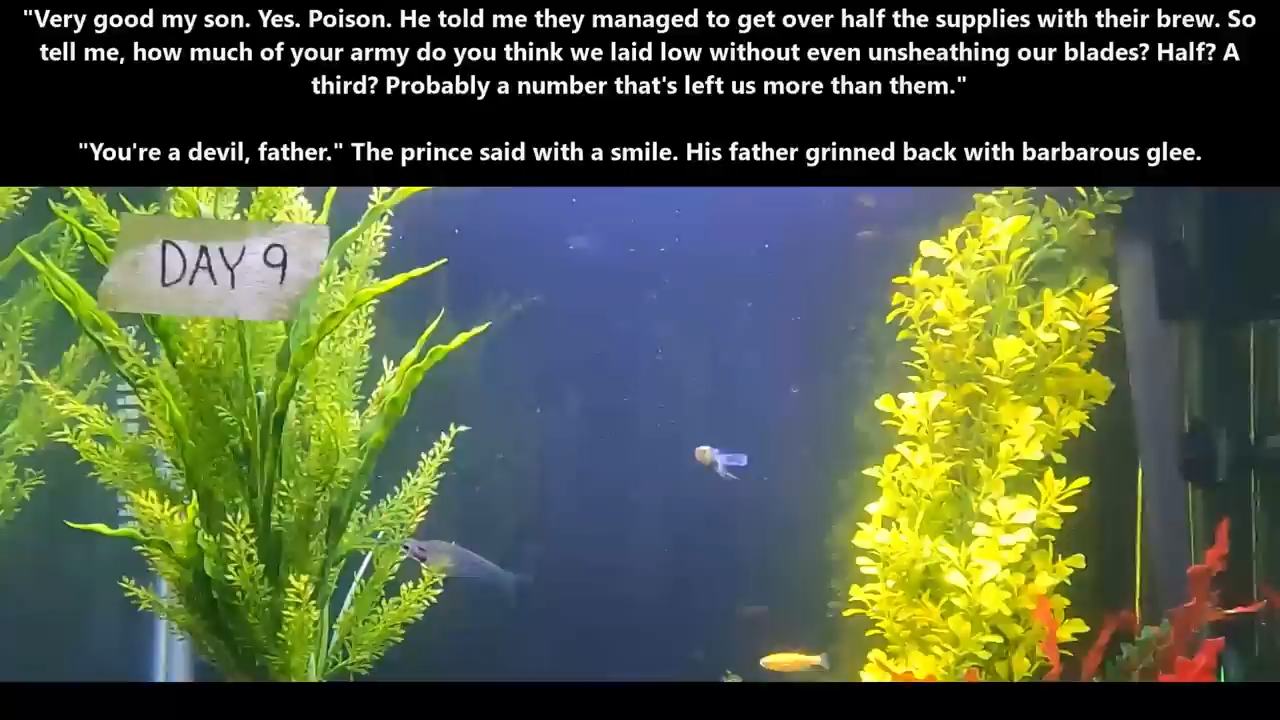 "Very good my son. Yes. Poison. He told me they managed to get over half the supplies with their brew. So
tell me, how much of your army do you think we laid low without even unsheathing our blades? Half? A
third? Probably a number that's left us more than them."
"You're a devil, father." The prince said with a smile. His father grinned back with barbarous glee.
DAY 9